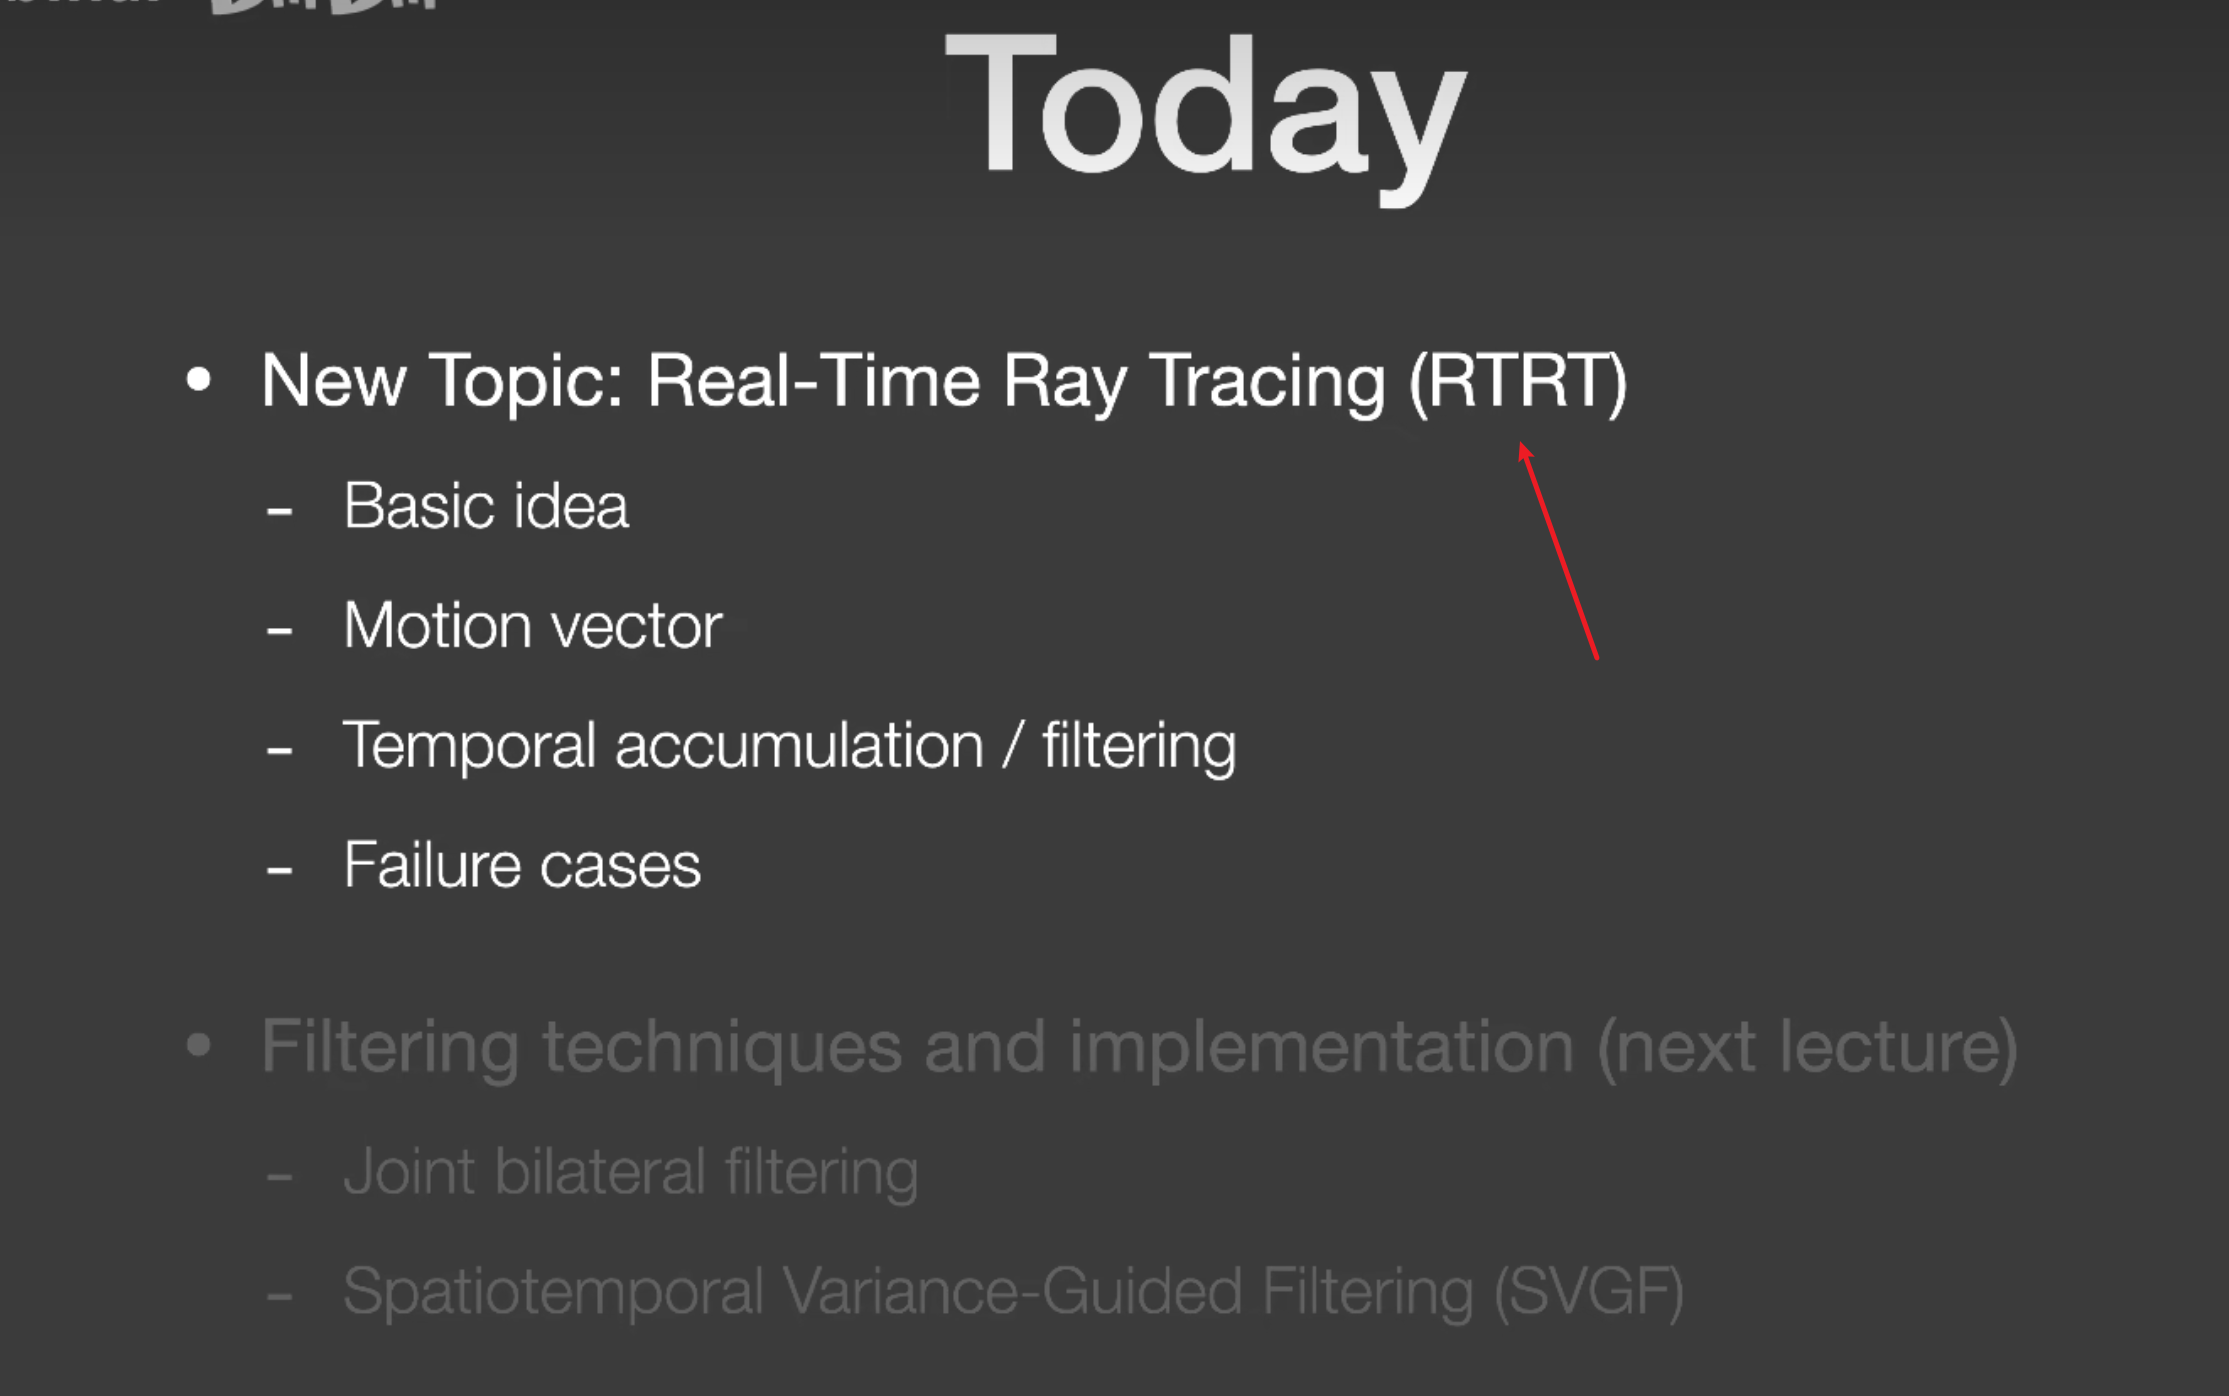 Today
• New Topic: Real-Time Ray Tracing (RTRT)
- Basic idea
- Motion vector
- Temporal accumulation / filtering
- Failure cases
• Filtering techniques and implementation (next lecture)
- Joint bilateral filtering
- Spatiotemporal Variance-Guided Filtering (SVGF)